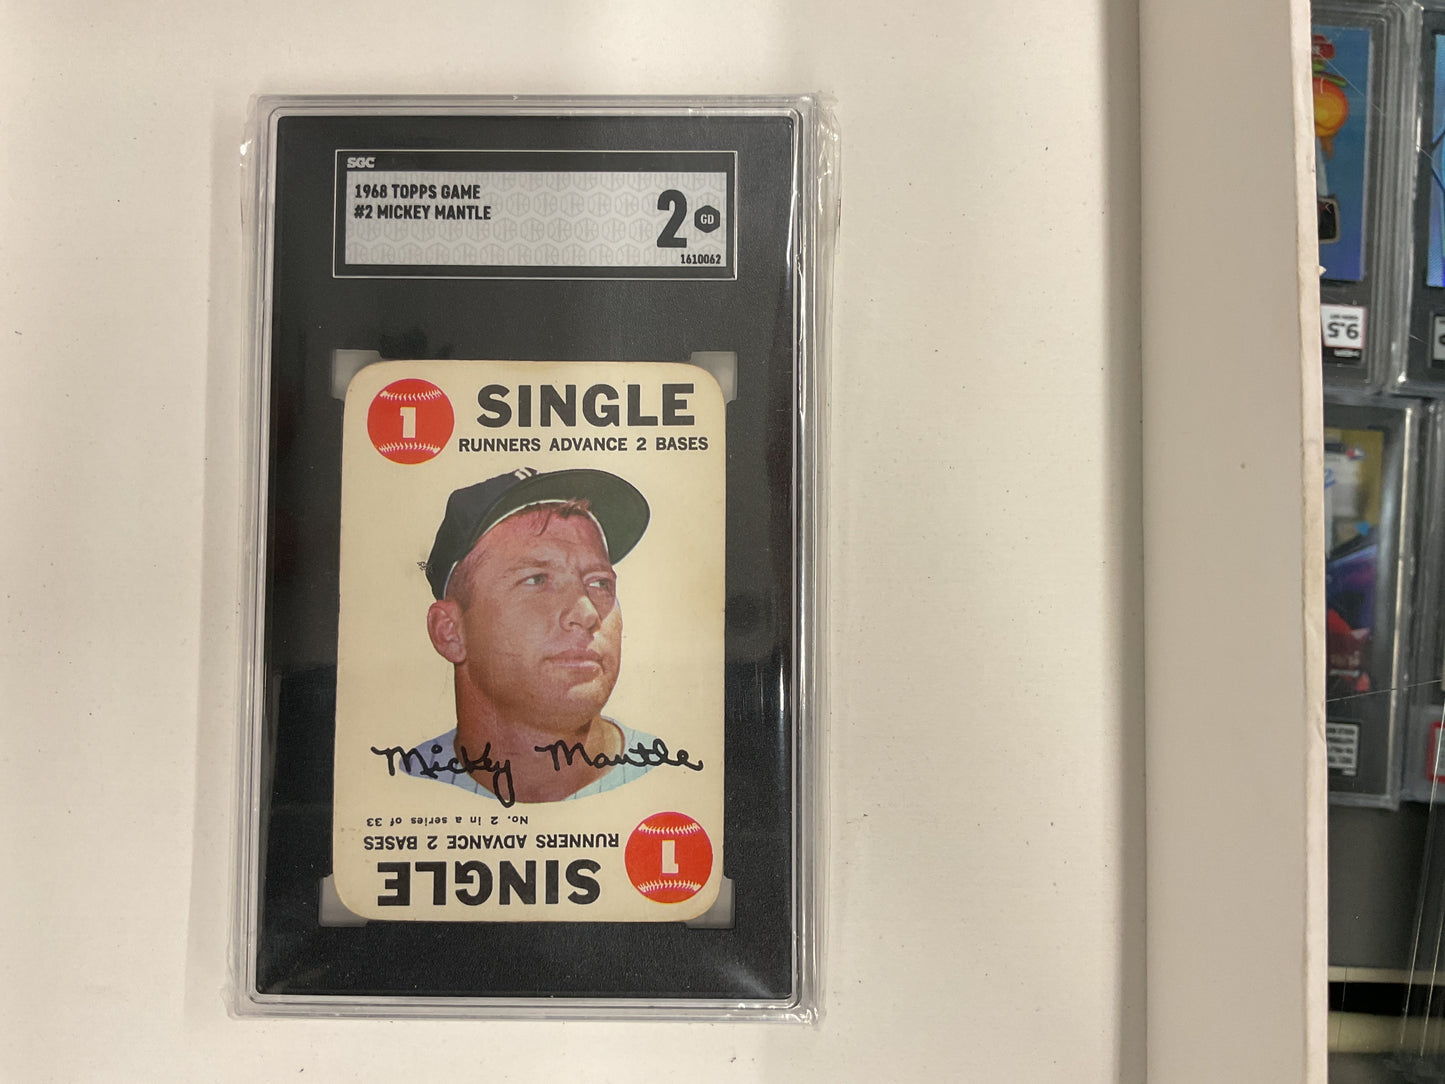 SGC
1968 TOPPS GAME
#2 MICKEY MANTLE
2 GD
1610062
1 SINGLE
RUNNERS ADVANCE 2 BASES
Mickey Mantle
No. 2 in a series of 33
RUNNERS ADVANCE 2 BASES
SINGLE 1
9.5